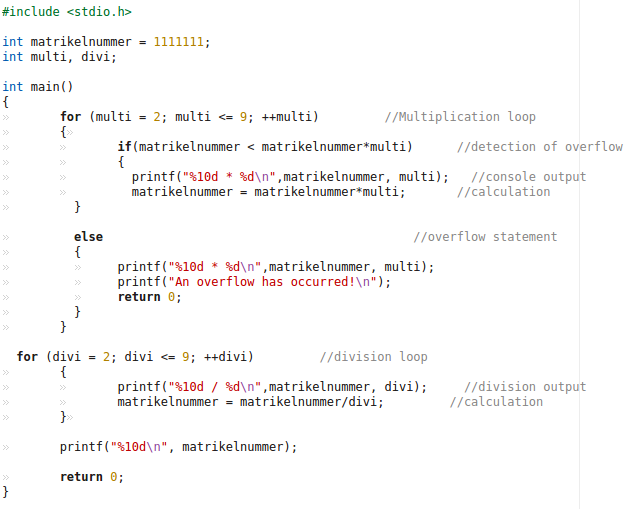 #include <stdio.h>
int matrikelnummer = 1111111;
int multi, divi;
int main()
{
for (multi = 2; multi <= 9; ++multi) //Multiplication loop
{
if(matrikelnummer < matrikelnummer*multi) //detection of overflow
{
printf("%10d * %d\n",matrikelnummer, multi); //console output
matrikelnummer = matrikelnummer*multi; //calculation
}
else //overflow statement
{
printf("%10d * %d\n",matrikelnummer, multi);
printf("An overflow has occurred!\n");
return 0;
}
}
for (divi = 2; divi <= 9; ++divi) //division loop
{
printf("%10d / %d\n",matrikelnummer, divi); //division output
matrikelnummer = matrikelnummer/divi; //calculation
}
printf("%10d\n", matrikelnummer);
return 0;
}